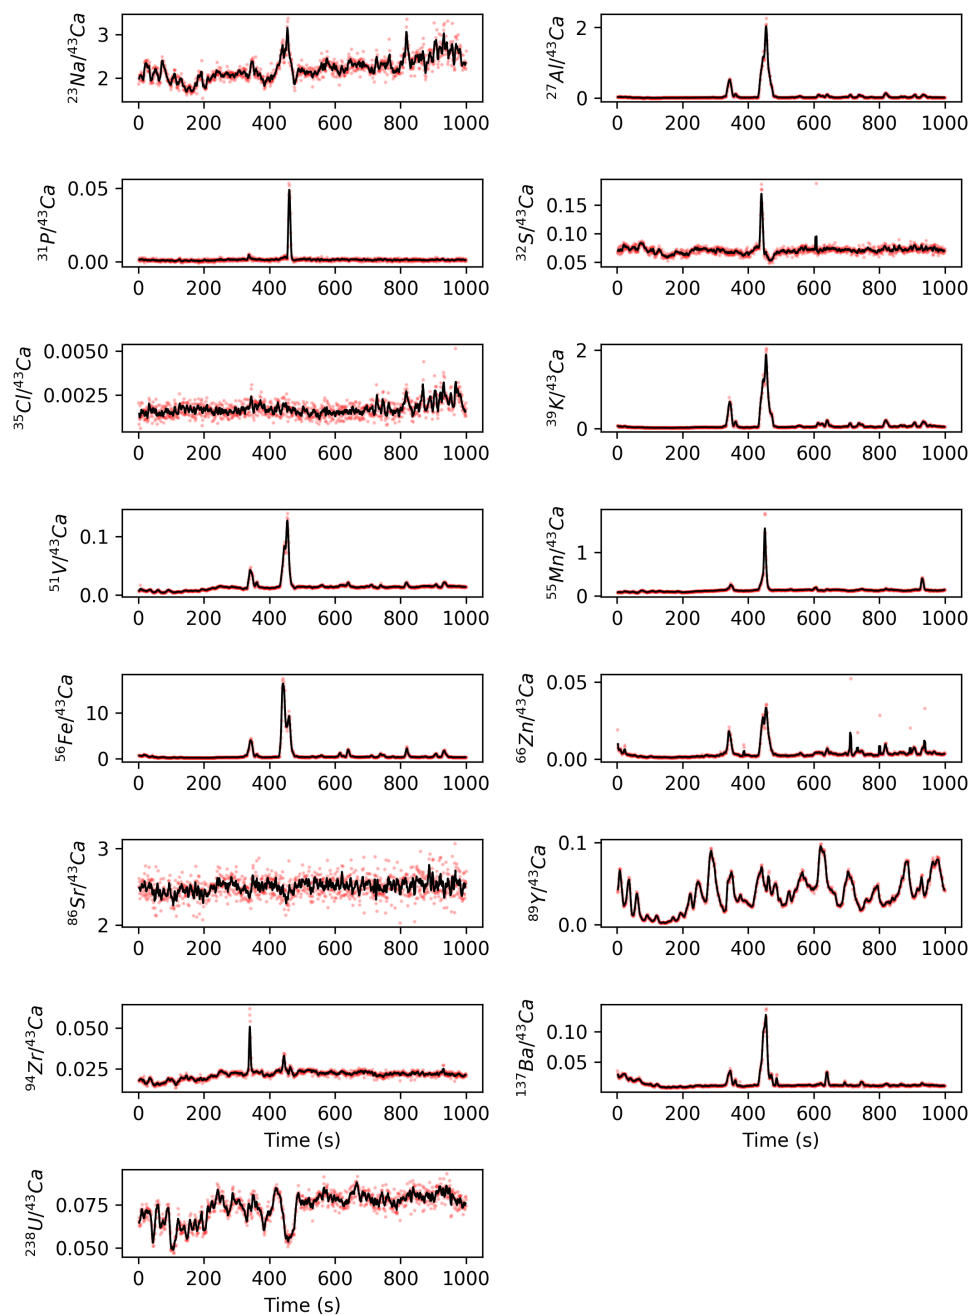 3
2
²³Na/⁴³Ca
0 200 400 600 800 1000
2
1
0
²⁷Al/⁴³Ca
0 200 400 600 800 1000
0.05
0.00
³¹P/⁴³Ca
0 200 400 600 800 1000
0.15
0.10
0.05
³²S/⁴³Ca
0 200 400 600 800 1000
0.0050
0.0025
³⁵Cl/⁴³Ca
0 200 400 600 800 1000
2
0
³⁹K/⁴³Ca
0 200 400 600 800 1000
0.1
0.0
⁵¹V/⁴³Ca
0 200 400 600 800 1000
1
0
⁵⁵Mn/⁴³Ca
0 200 400 600 800 1000
10
0
⁵⁶Fe/⁴³Ca
0 200 400 600 800 1000
0.05
0.00
⁶⁶Zn/⁴³Ca
0 200 400 600 800 1000
3
2
⁸⁶Sr/⁴³Ca
0 200 400 600 800 1000
0.1
0.0
⁸⁹Y/⁴³Ca
0 200 400 600 800 1000
0.050
0.025
⁹⁴Zr/⁴³Ca
0 200 400 600 800 1000
Time (s)
0.10
0.05
¹³⁷Ba/⁴³Ca
0 200 400 600 800 1000
Time (s)
0.075
0.050
²³⁸U/⁴³Ca
0 200 400 600 800 1000
Time (s)